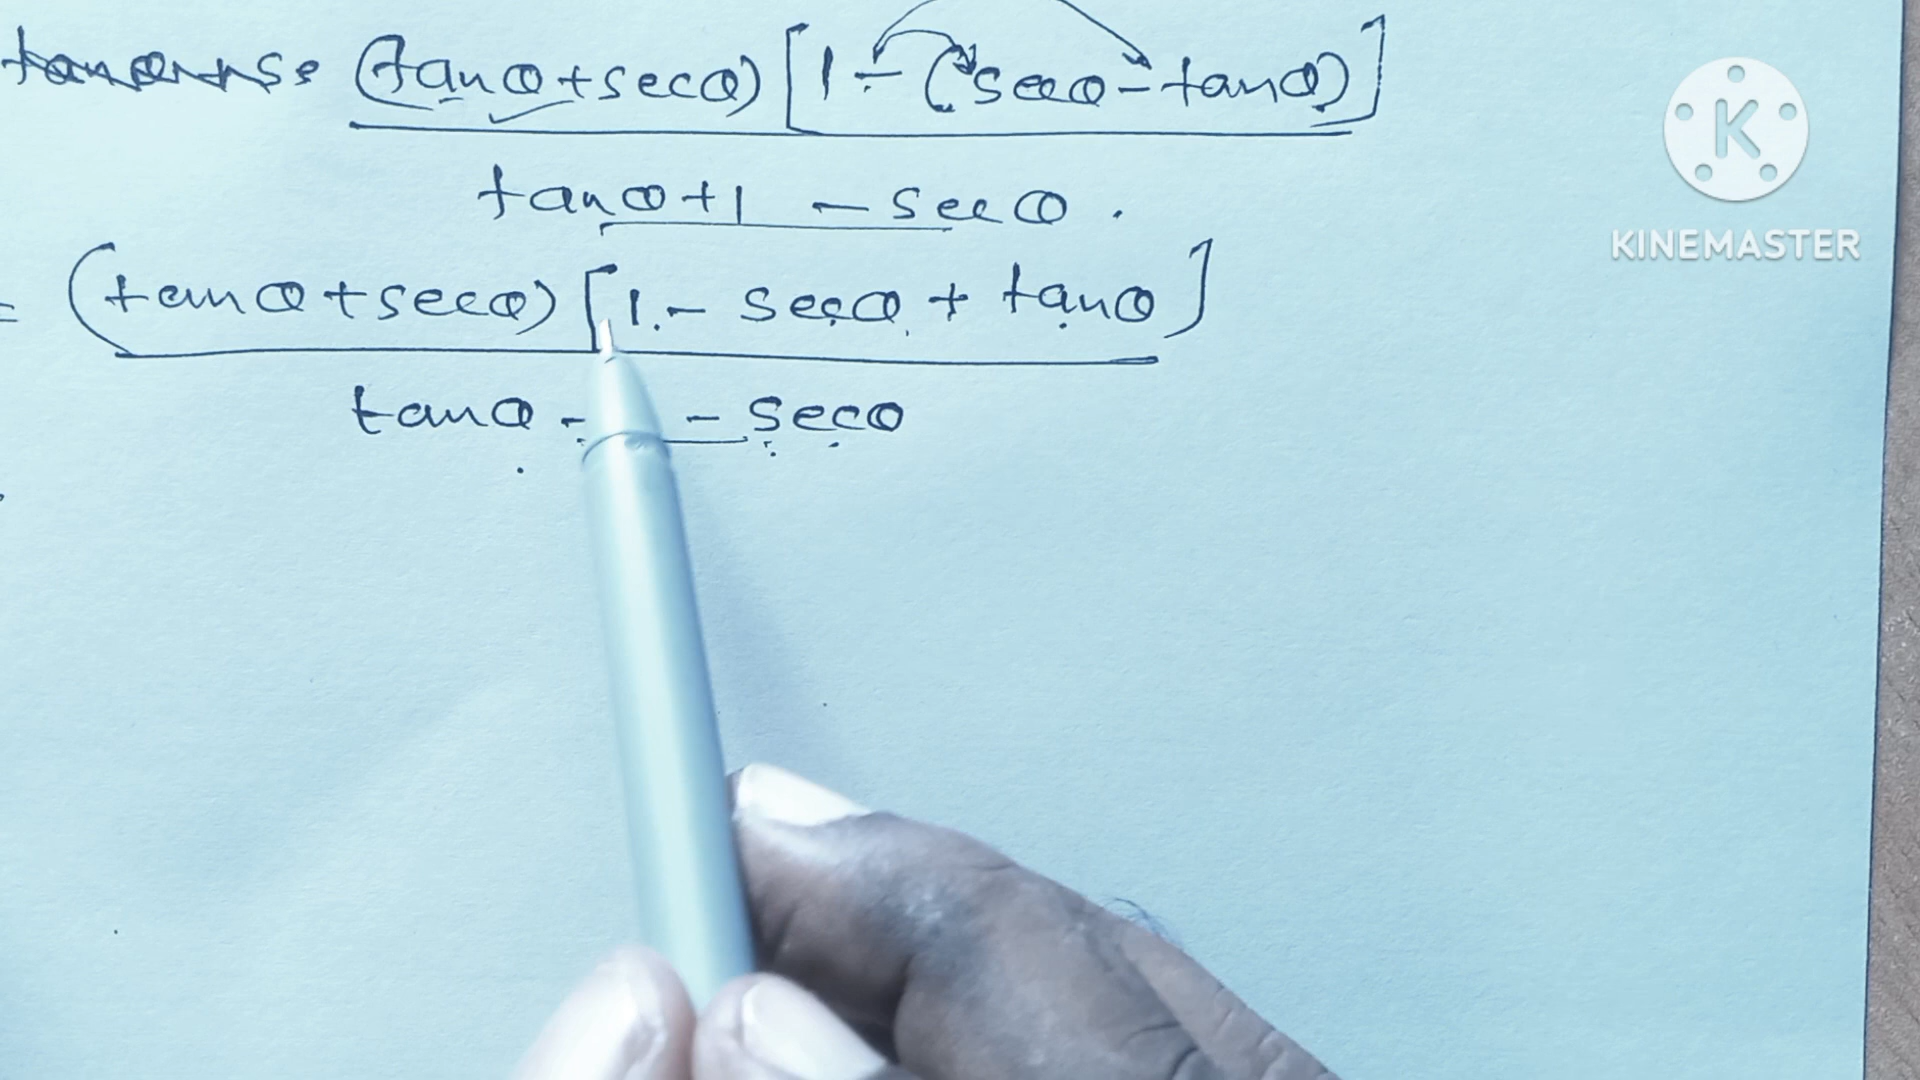 (tanθ+secθ)[1-(secθ-tanθ)]
tanθ+1 - secθ.
= (tanθ+secθ)[1-secθ+tanθ]
tanθ - secθ
K
KINEMASTER